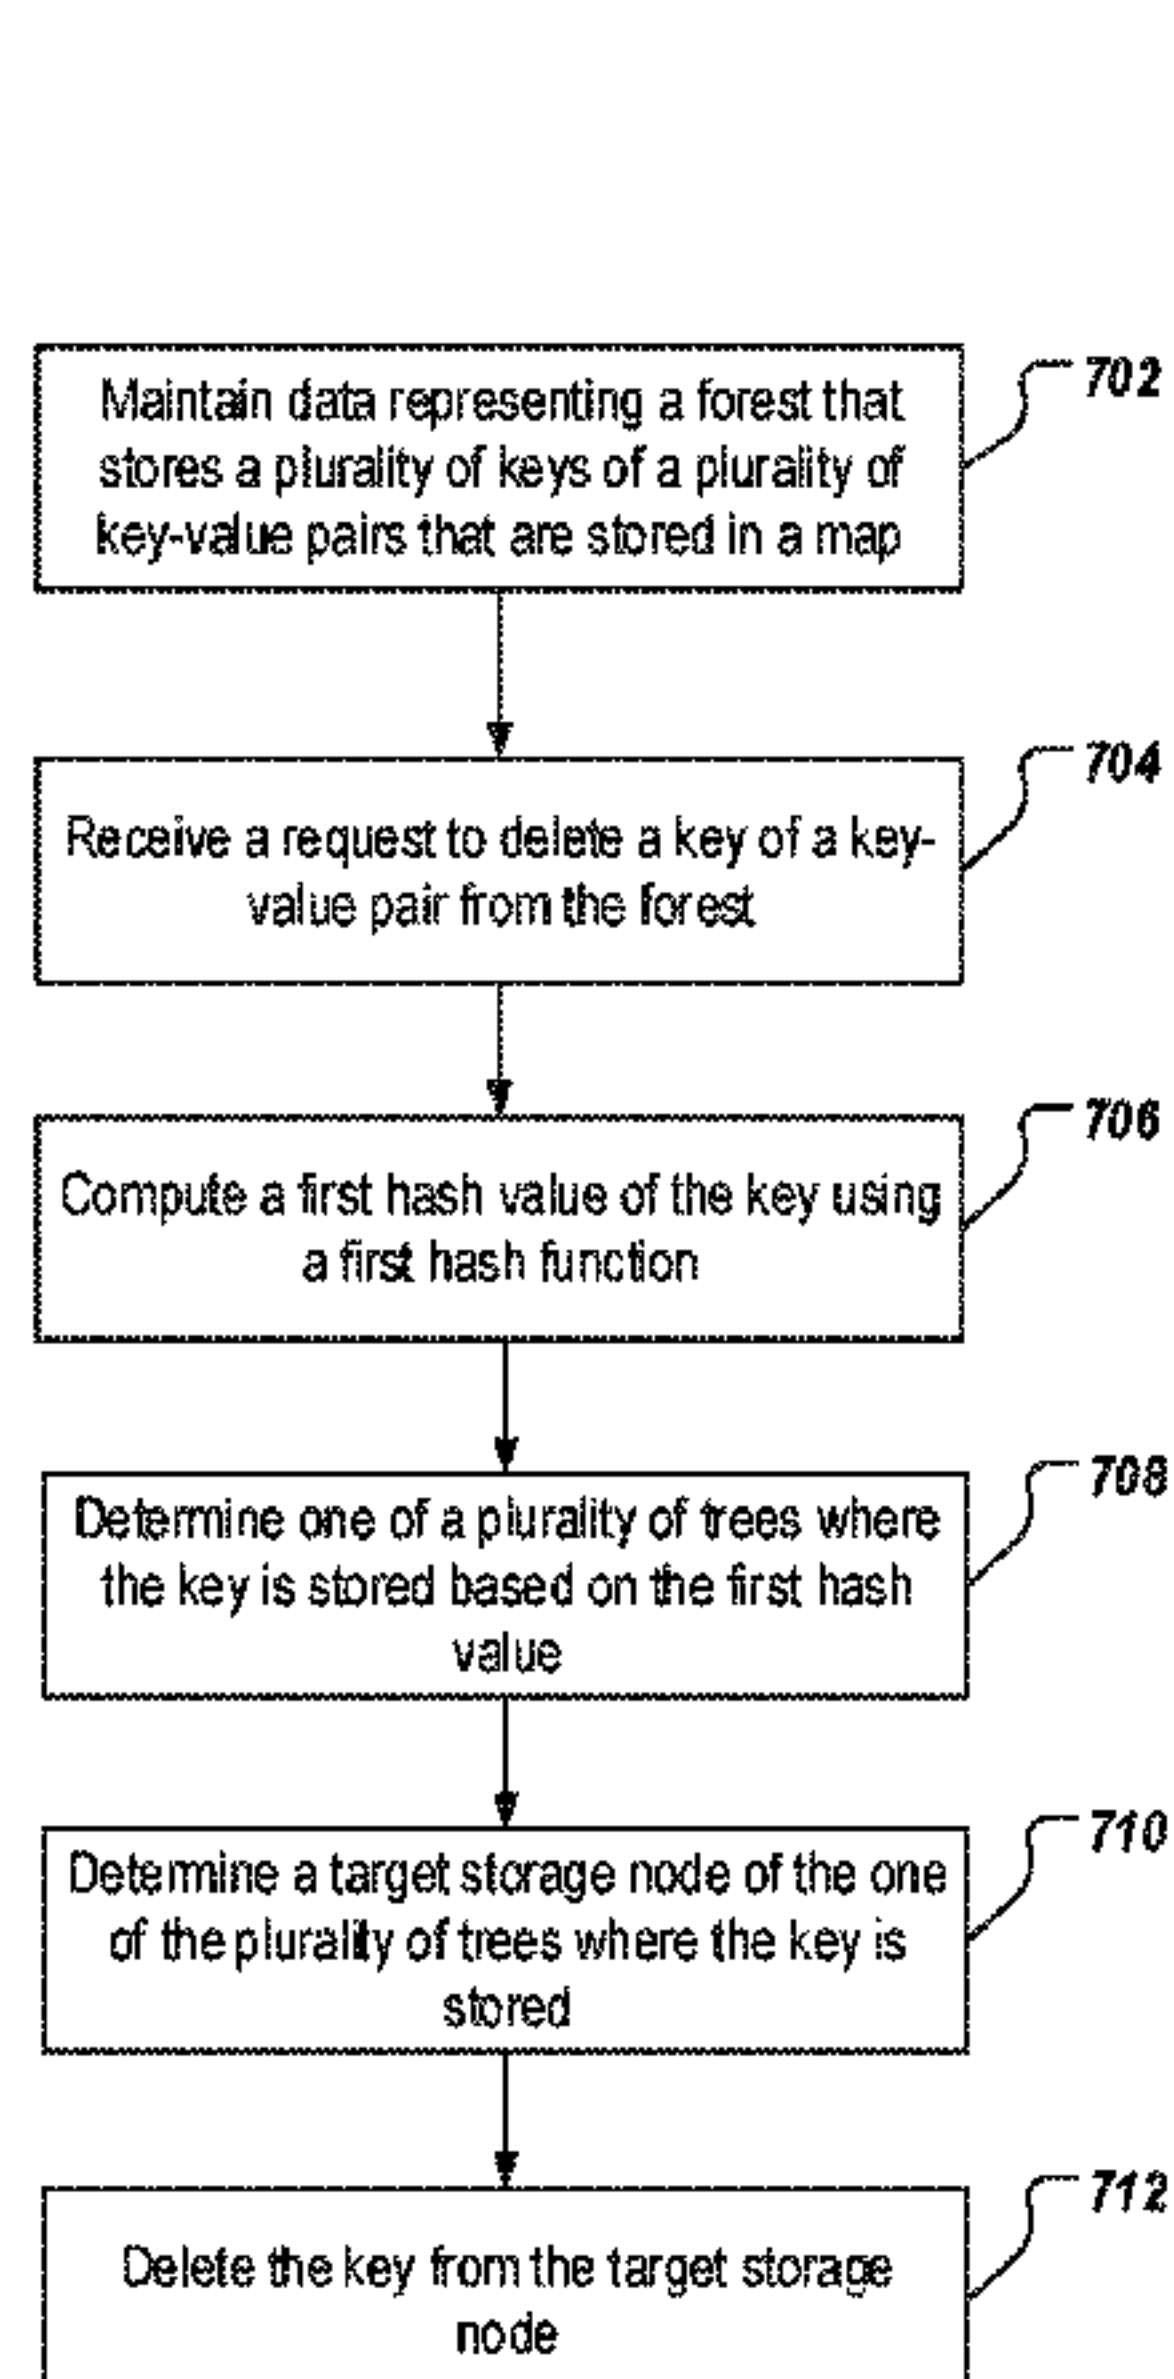 702
Maintain data representing a forest that
stores a plurality of keys of a plurality of
key-value pairs that are stored in a map
704
Receive a request to delete a key of a key-
value pair from the forest
706
Compute a first hash value of the key using
a first hash function
708
Determine one of a plurality of trees where
the key is stored based on the first hash
value
710
Determine a target storage node of the one
of the plurality of trees where the key is
stored
712
Delete the key from the target storage
node